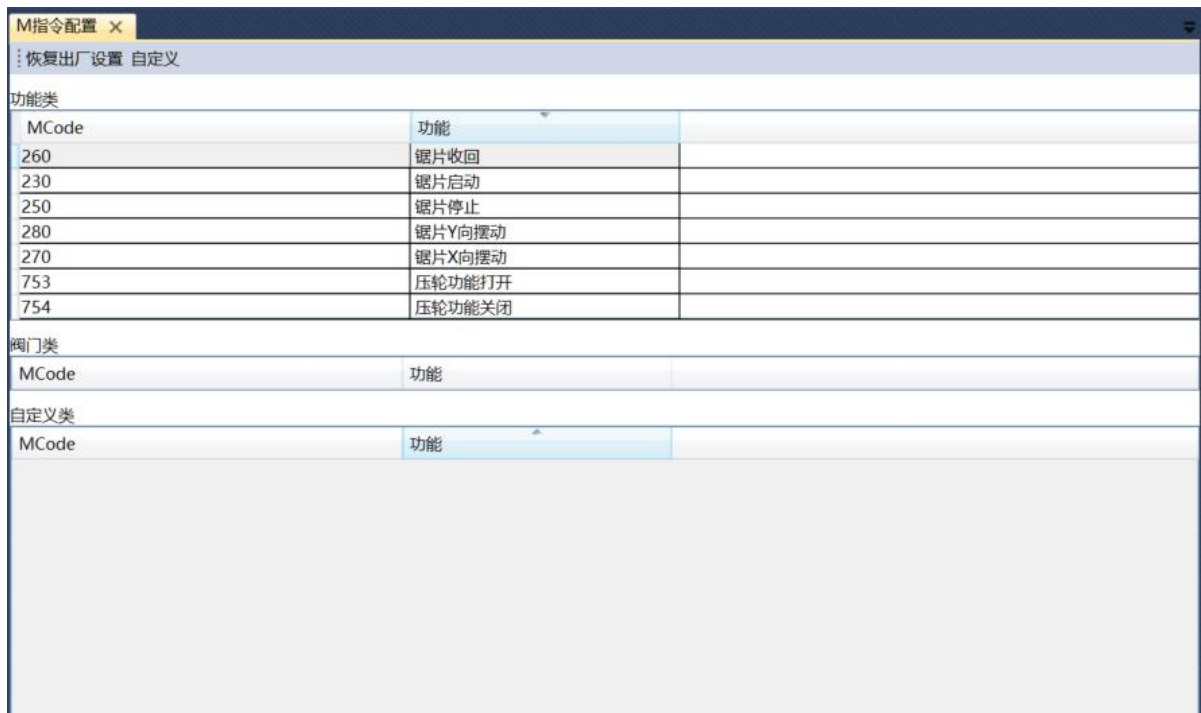 M指令配置
恢复出厂设置 自定义
功能类
MCode 功能
260 锯片收回
230 锯片启动
250 锯片停止
280 锯片Y向摆动
270 锯片X向摆动
753 压轮功能打开
754 压轮功能关闭
阀门类
MCode 功能
自定义类
MCode 功能